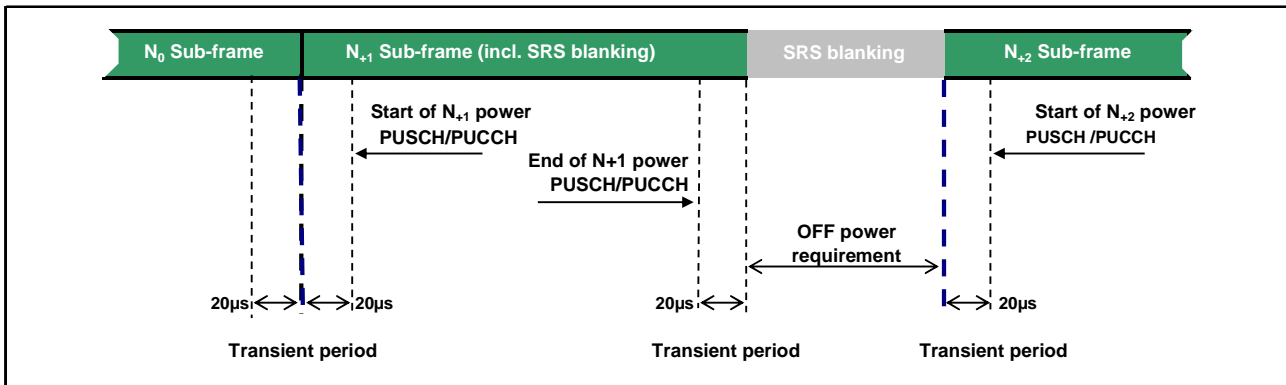 N0 Sub-frame
N+1 Sub-frame (incl. SRS blanking)
SRS blanking
N+2 Sub-frame
Start of N+1 power
PUSCH/PUCCH
End of N+1 power
PUSCH/PUCCH
Start of N+2 power
PUSCH /PUCCH
OFF power
requirement
20µs
20µs
20µs
20µs
Transient period
Transient period
Transient period